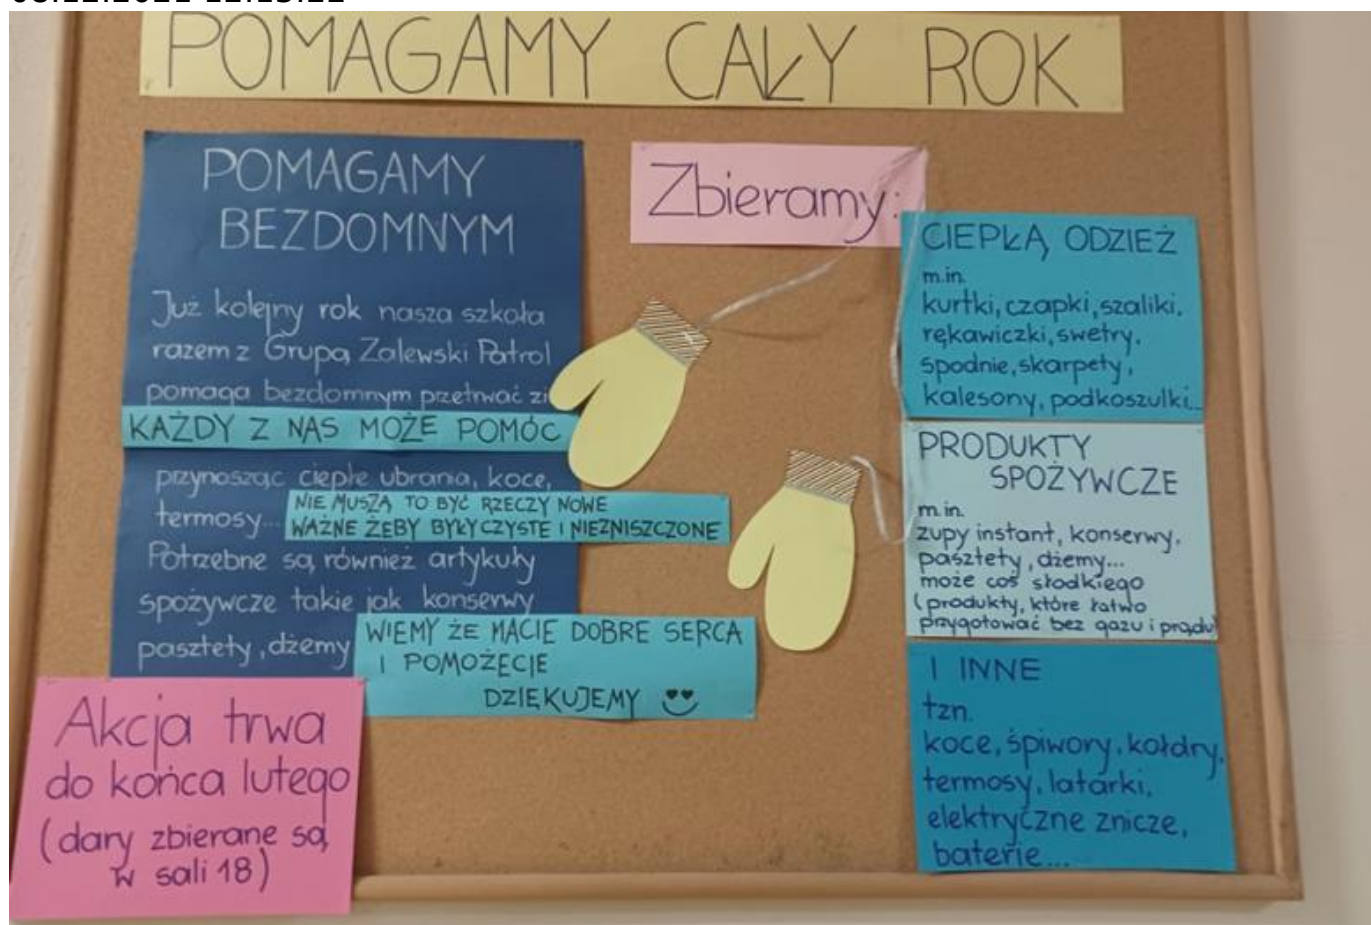 POMAGAMY CAŁY ROK
POMAGAMY
BEZDOMNYM
Już kolejny rok nasza szkoła
razem z Grupą Zalewski Patrol
pomaga bezdomnym przetrwać
KAŻDY Z NAS MOŻE POMÓC
przynosząc ciepłe ubrania, koce,
termosy...
NIE MUSZĄ TO BYĆ RZECZY NOWE
WAŻNE ŻEBY BYŁY CZYSTE I NIEZNISZCZONE
Potrzebne są również artykuły
spożywcze takie jak konserwy
pasztety, dżemy
WIEMY ŻE MACIE DOBRE SERCA
I POMOŻECIE
DZIĘKUJEMY
Akcja trwa
do końca lutego
(dary zbierane są
w sali 18)
Zbieramy:
CIEPŁĄ ODZIEŻ
m.in.
kurtki, czapki, szaliki,
rękawiczki, swetry,
spodnie, skarpety,
kalesony, podkoszulki...
PRODUKTY
SPOŻYWCZE
m.in.
zupy instant, konserwy,
pasztety, dżemy...
może coś słodkiego
(produkty, które łatwo
przygotować bez gazu i prądu)
I INNE
tzn.
koce, śpiwory, kołdry,
termosy, latarki,
elektryczne znicze,
baterie...